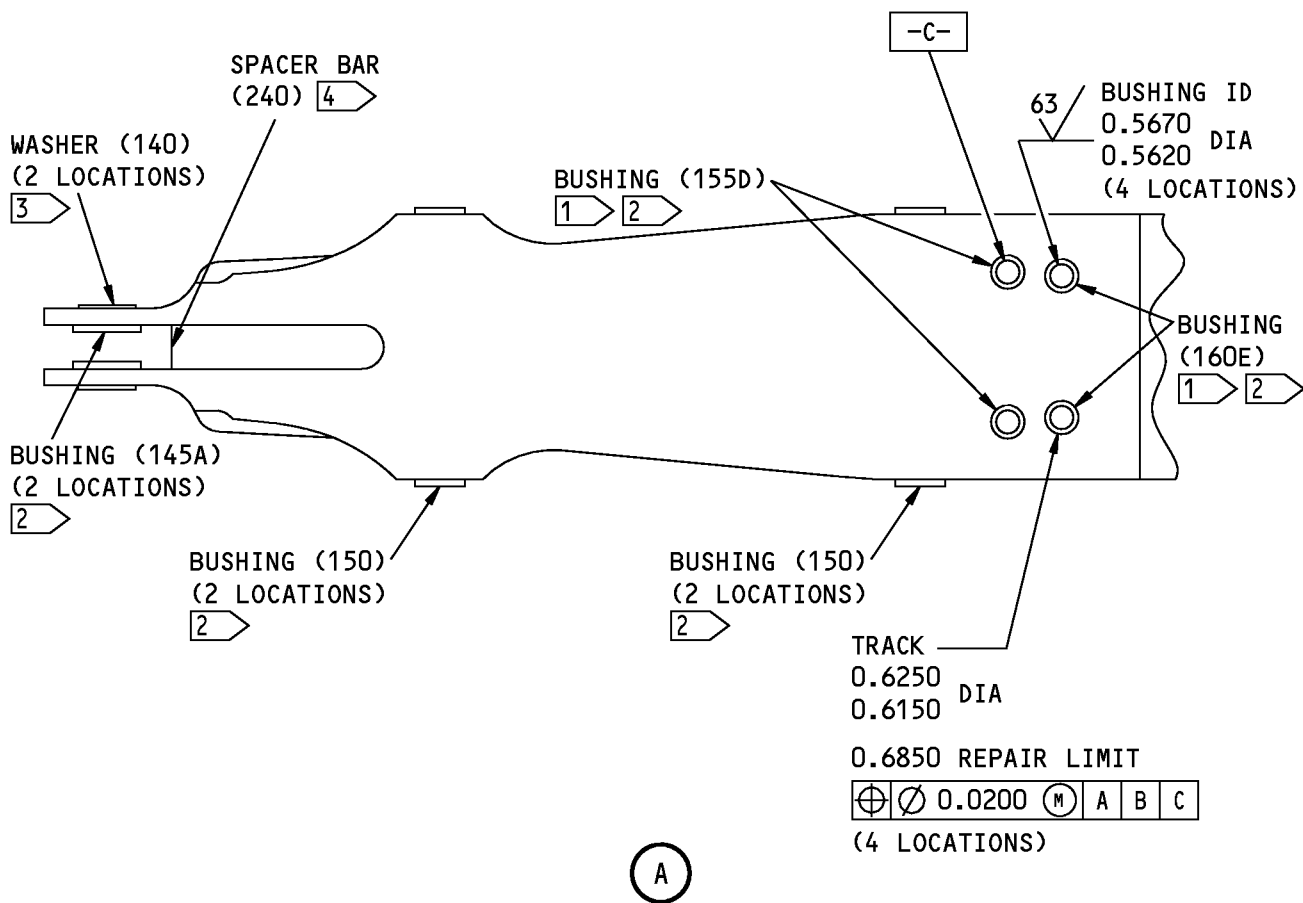 -C-
SPACER BAR
(240) 4
63
BUSHING ID
0.5670
0.5620 DIA
(4 LOCATIONS)
WASHER (140)
(2 LOCATIONS)
3
BUSHING (155D)
1 2
BUSHING
(160E)
1 2
BUSHING (145A)
(2 LOCATIONS)
2
BUSHING (150)
(2 LOCATIONS)
2
BUSHING (150)
(2 LOCATIONS)
2
TRACK
0.6250
0.6150 DIA
0.6850 REPAIR LIMIT
⌖ ⌀ 0.0200 Ⓜ A B C
(4 LOCATIONS)
A